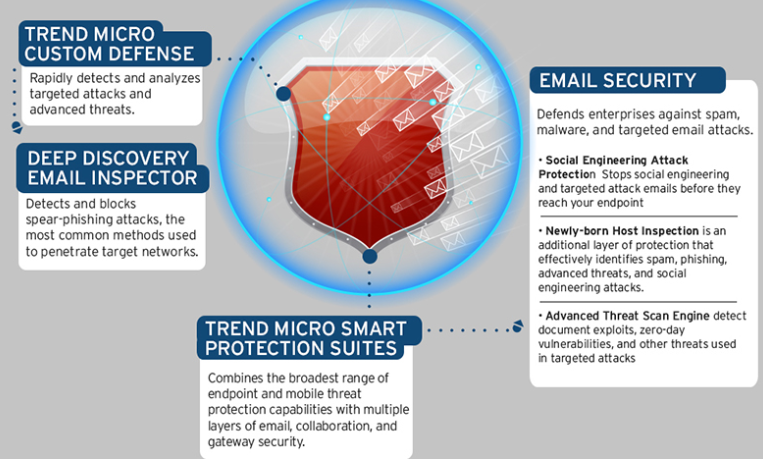 TREND MICRO
CUSTOM DEFENSE
Rapidly detects and analyzes
targeted attacks and
advanced threats.
DEEP DISCOVERY
EMAIL INSPECTOR
Detects and blocks
spear-phishing attacks, the
most common methods used
to penetrate target networks.
TREND MICRO SMART
PROTECTION SUITES
Combines the broadest range of
endpoint and mobile threat
protection capabilities with multiple
layers of email, collaboration, and
gateway security.
EMAIL SECURITY
Defends enterprises against spam,
malware, and targeted email attacks.
• Social Engineering Attack
Protection Stops social engineering
and targeted attack emails before they
reach your endpoint
• Newly-born Host Inspection is an
additional layer of protection that
effectively identifies spam, phishing,
advanced threats, and social
engineering attacks.
• Advanced Threat Scan Engine detect
document exploits, zero-day
vulnerabilities, and other threats used
in targeted attacks